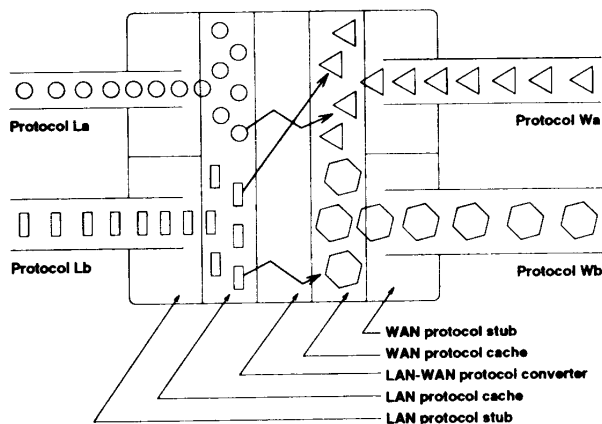 Protocol La
Protocol Wa
Protocol Lb
Protocol Wb
WAN protocol stub
WAN protocol cache
LAN-WAN protocol converter
LAN protocol cache
LAN protocol stub